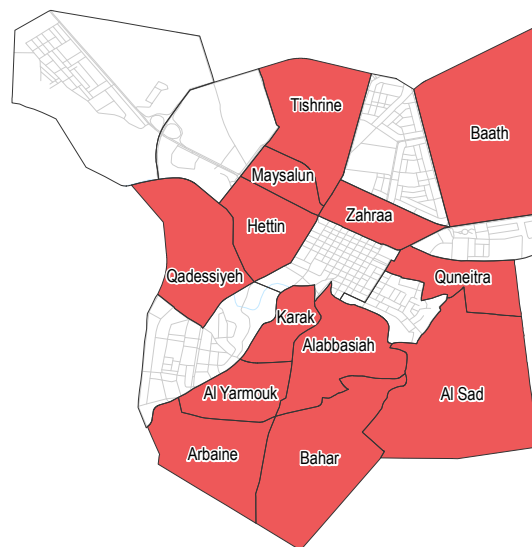 Tishrine
Baath
Maysalun
Zahraa
Hettin
Qadessiyeh
Quneitra
Karak
Alabbasiah
Al Yarmouk
Al Sad
Arbaine
Bahar